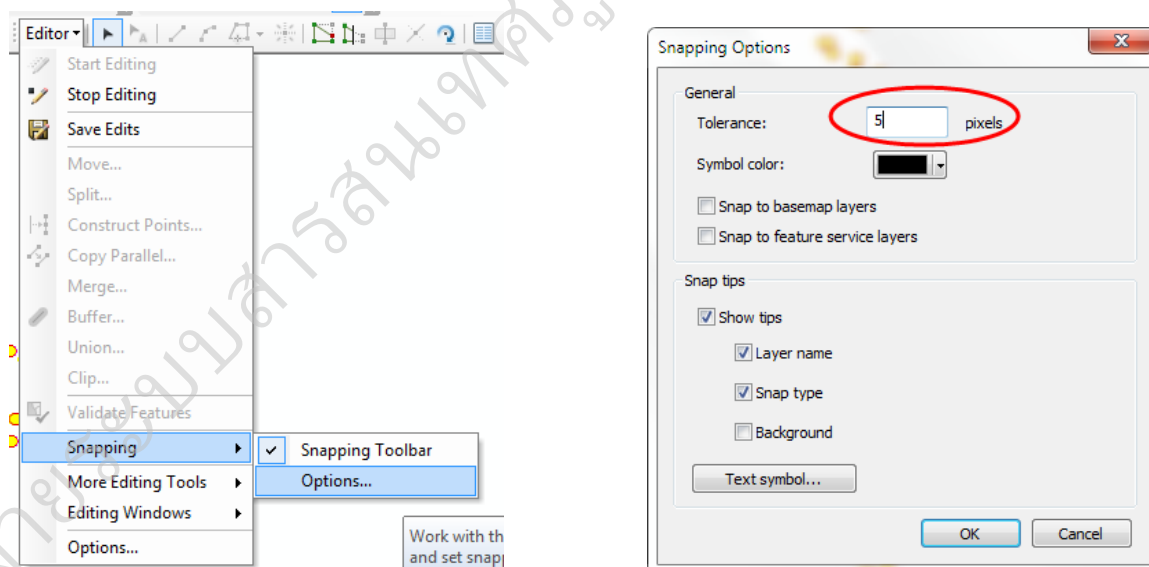 Editor
Start Editing
Stop Editing
Save Edits
Move...
Split...
Construct Points...
Copy Parallel...
Merge...
Buffer...
Union...
Clip...
Validate Features
Snapping
Snapping Toolbar
More Editing Tools
Options...
Editing Windows
Options...
Work with th
and set snap
Snapping Options
General
Tolerance: 5 pixels
Symbol color:
Snap to basemap layers
Snap to feature service layers
Snap tips
Show tips
Layer name
Snap type
Background
Text symbol...
OK Cancel